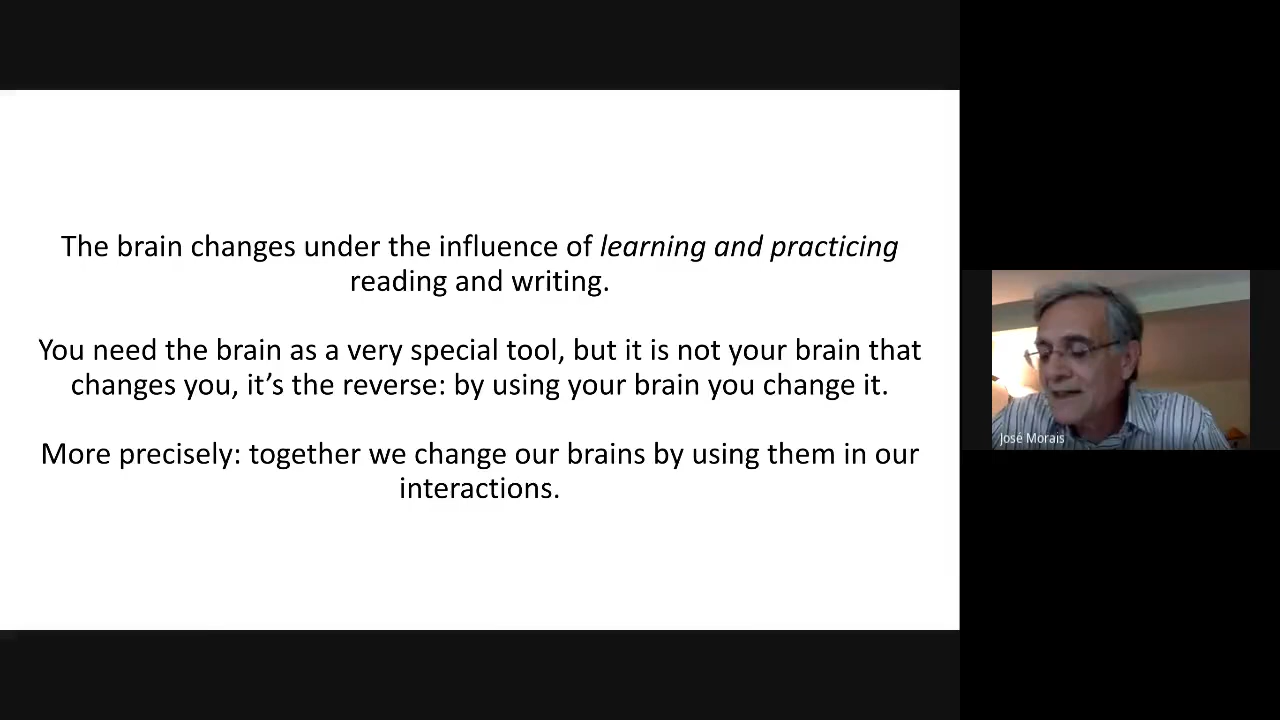 The brain changes under the influence of learning and practicing
reading and writing.
You need the brain as a very special tool, but it is not your brain that
changes you, it’s the reverse: by using your brain you change it.
More precisely: together we change our brains by using them in our
interactions.
José Morais